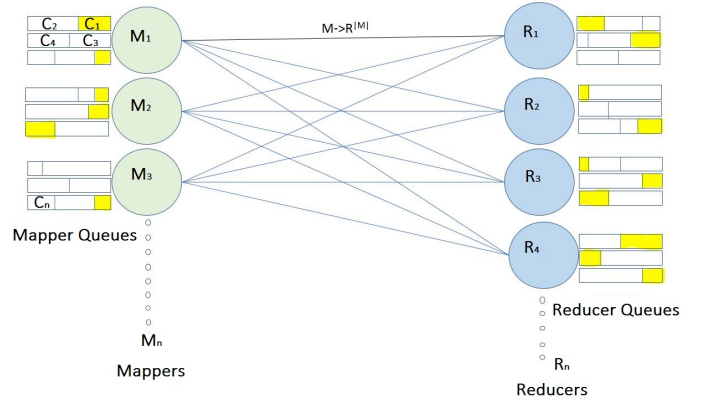 C₂ C₁
C₄ C₃
M₁
M->R|M|
R₁
M₂
R₂
M₃
R₃
Cₙ
Mapper Queues
R₄
Reducer Queues
Mₙ
Mappers
Rₙ
Reducers